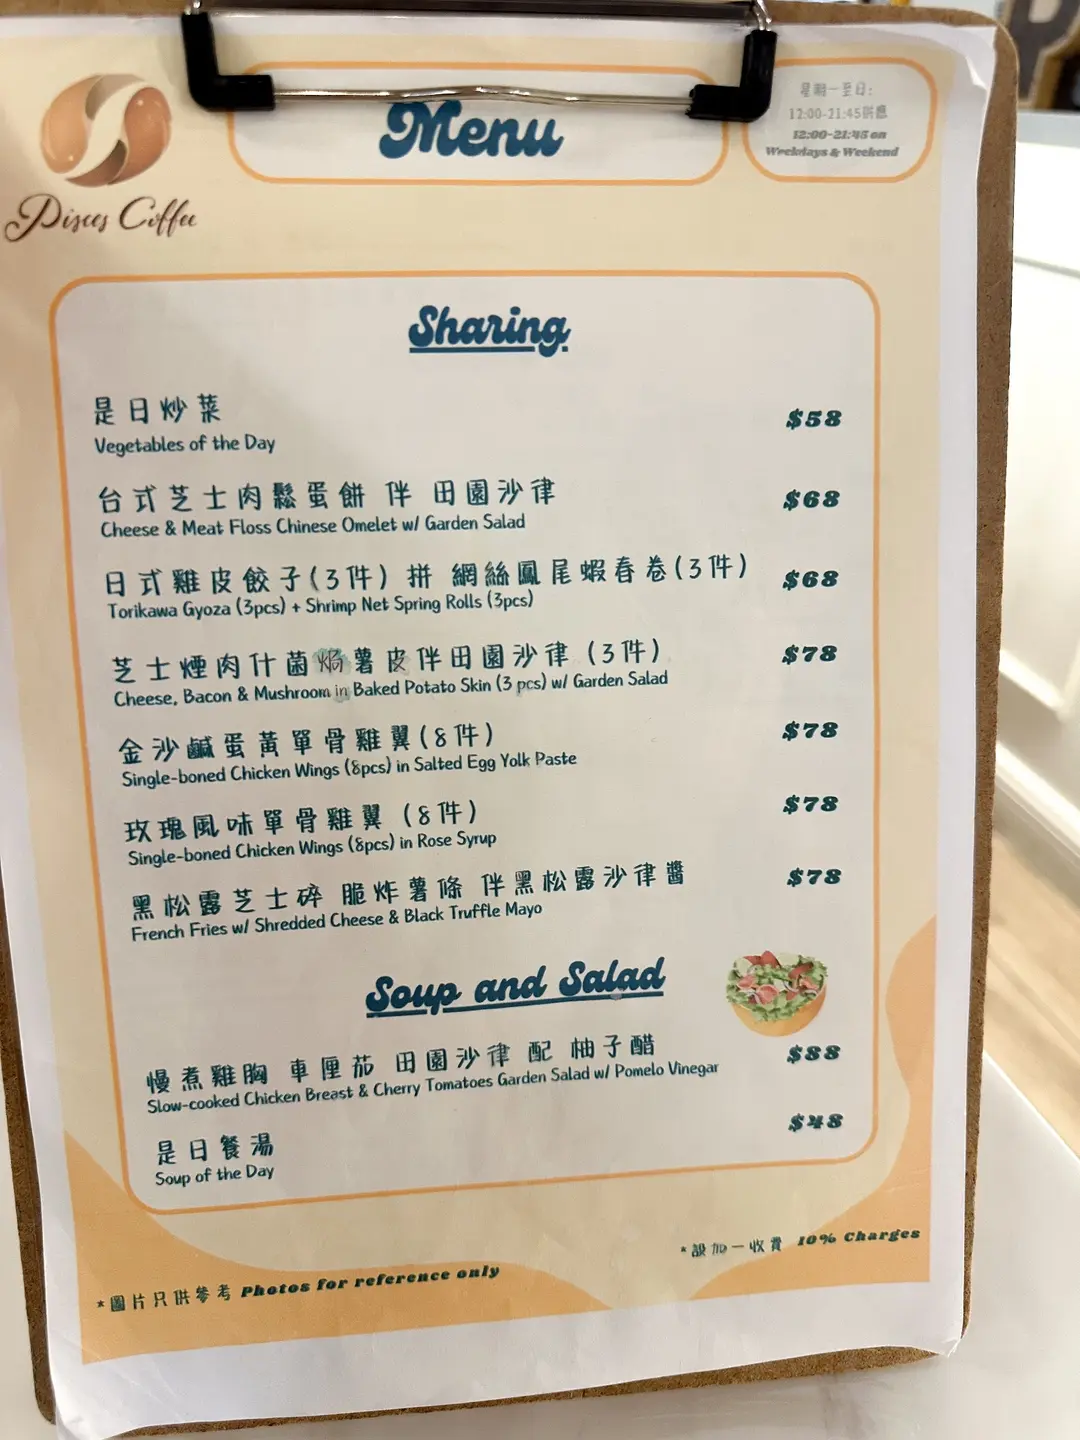 Pisces Coffee
Menu
星期一至日:
12:00-21:45供應
12:00-21:45 on
Weekdays & Weekend
Sharing
是日炒菜
Vegetables of the Day
$58
台式芝士肉鬆蛋餅 伴 田園沙律
Cheese & Meat Floss Chinese Omelet w/ Garden Salad
$68
日式雞皮餃子(3件) 拼 網絲鳳尾蝦春卷(3件)
Torikawa Gyoza (3pcs) + Shrimp Net Spring Rolls (3pcs)
$68
芝士煙肉什菌焗薯皮伴田園沙律 (3件)
Cheese, Bacon & Mushroom in Baked Potato Skin (3 pcs) w/ Garden Salad
$78
金沙鹹蛋黃單骨雞翼(8件)
Single-boned Chicken Wings (8pcs) in Salted Egg Yolk Paste
$78
玫瑰風味單骨雞翼 (8件)
Single-boned Chicken Wings (8pcs) in Rose Syrup
$78
黑松露芝士碎 脆炸薯條 伴黑松露沙律醬
French Fries w/ Shredded Cheese & Black Truffle Mayo
$78
Soup and Salad
慢煮雞胸 車厘茄 田園沙律 配 柚子醋
Slow-cooked Chicken Breast & Cherry Tomatoes Garden Salad w/ Pomelo Vinegar
$88
是日餐湯
Soup of the Day
$48
*設加一收費 10% Charges
*圖片只供參考 Photos for reference only